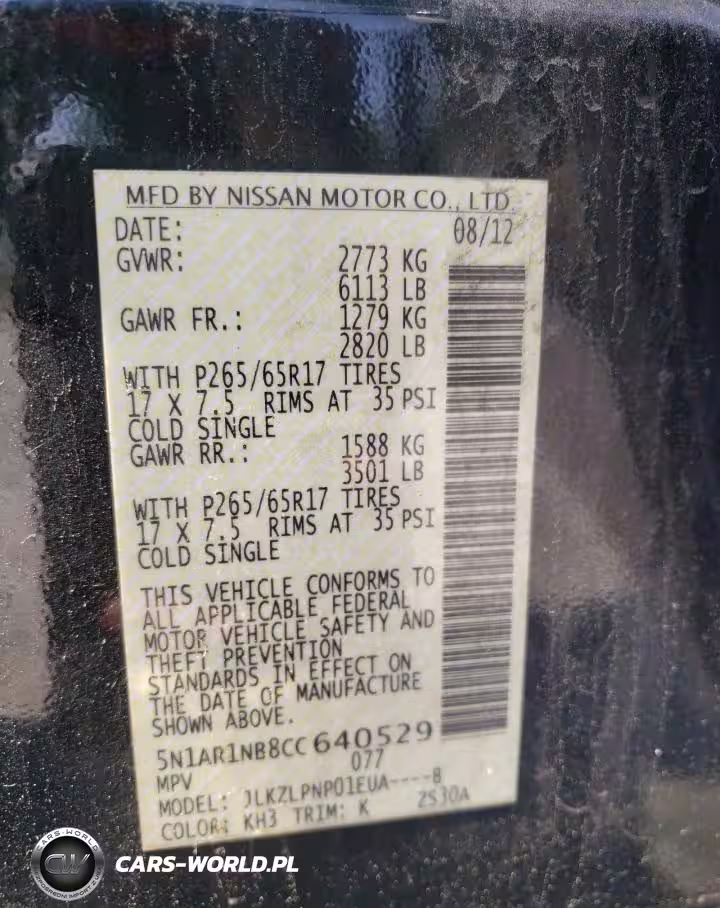 MFD BY NISSAN MOTOR CO., LTD.
DATE: 08/12
GVWR: 2773 KG
6113 LB
GAWR FR.: 1279 KG
2820 LB
WITH P265/65R17 TIRES
17 X 7.5 RIMS AT 35 PSI
COLD SINGLE
GAWR RR.: 1588 KG
3501 LB
WITH P265/65R17 TIRES
17 X 7.5 RIMS AT 35 PSI
COLD SINGLE
THIS VEHICLE CONFORMS TO
ALL APPLICABLE FEDERAL
MOTOR VEHICLE SAFETY AND
THEFT PREVENTION
STANDARDS IN EFFECT ON
THE DATE OF MANUFACTURE
SHOWN ABOVE.
5N1AR1NB8CC640529
077
MPV
MODEL: JLKZLPNP01EUA----B
COLOR: KH3 TRIM: K 2S30A
CARS-WORLD
CW
CARS-WORLD.PL